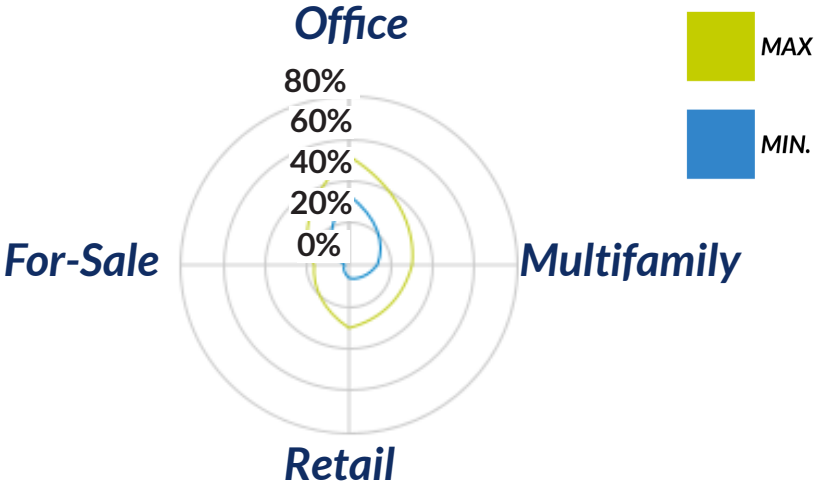 Office
MAX
80%
60%
MIN.
40%
20%
0%
For-Sale
Multifamily
Retail